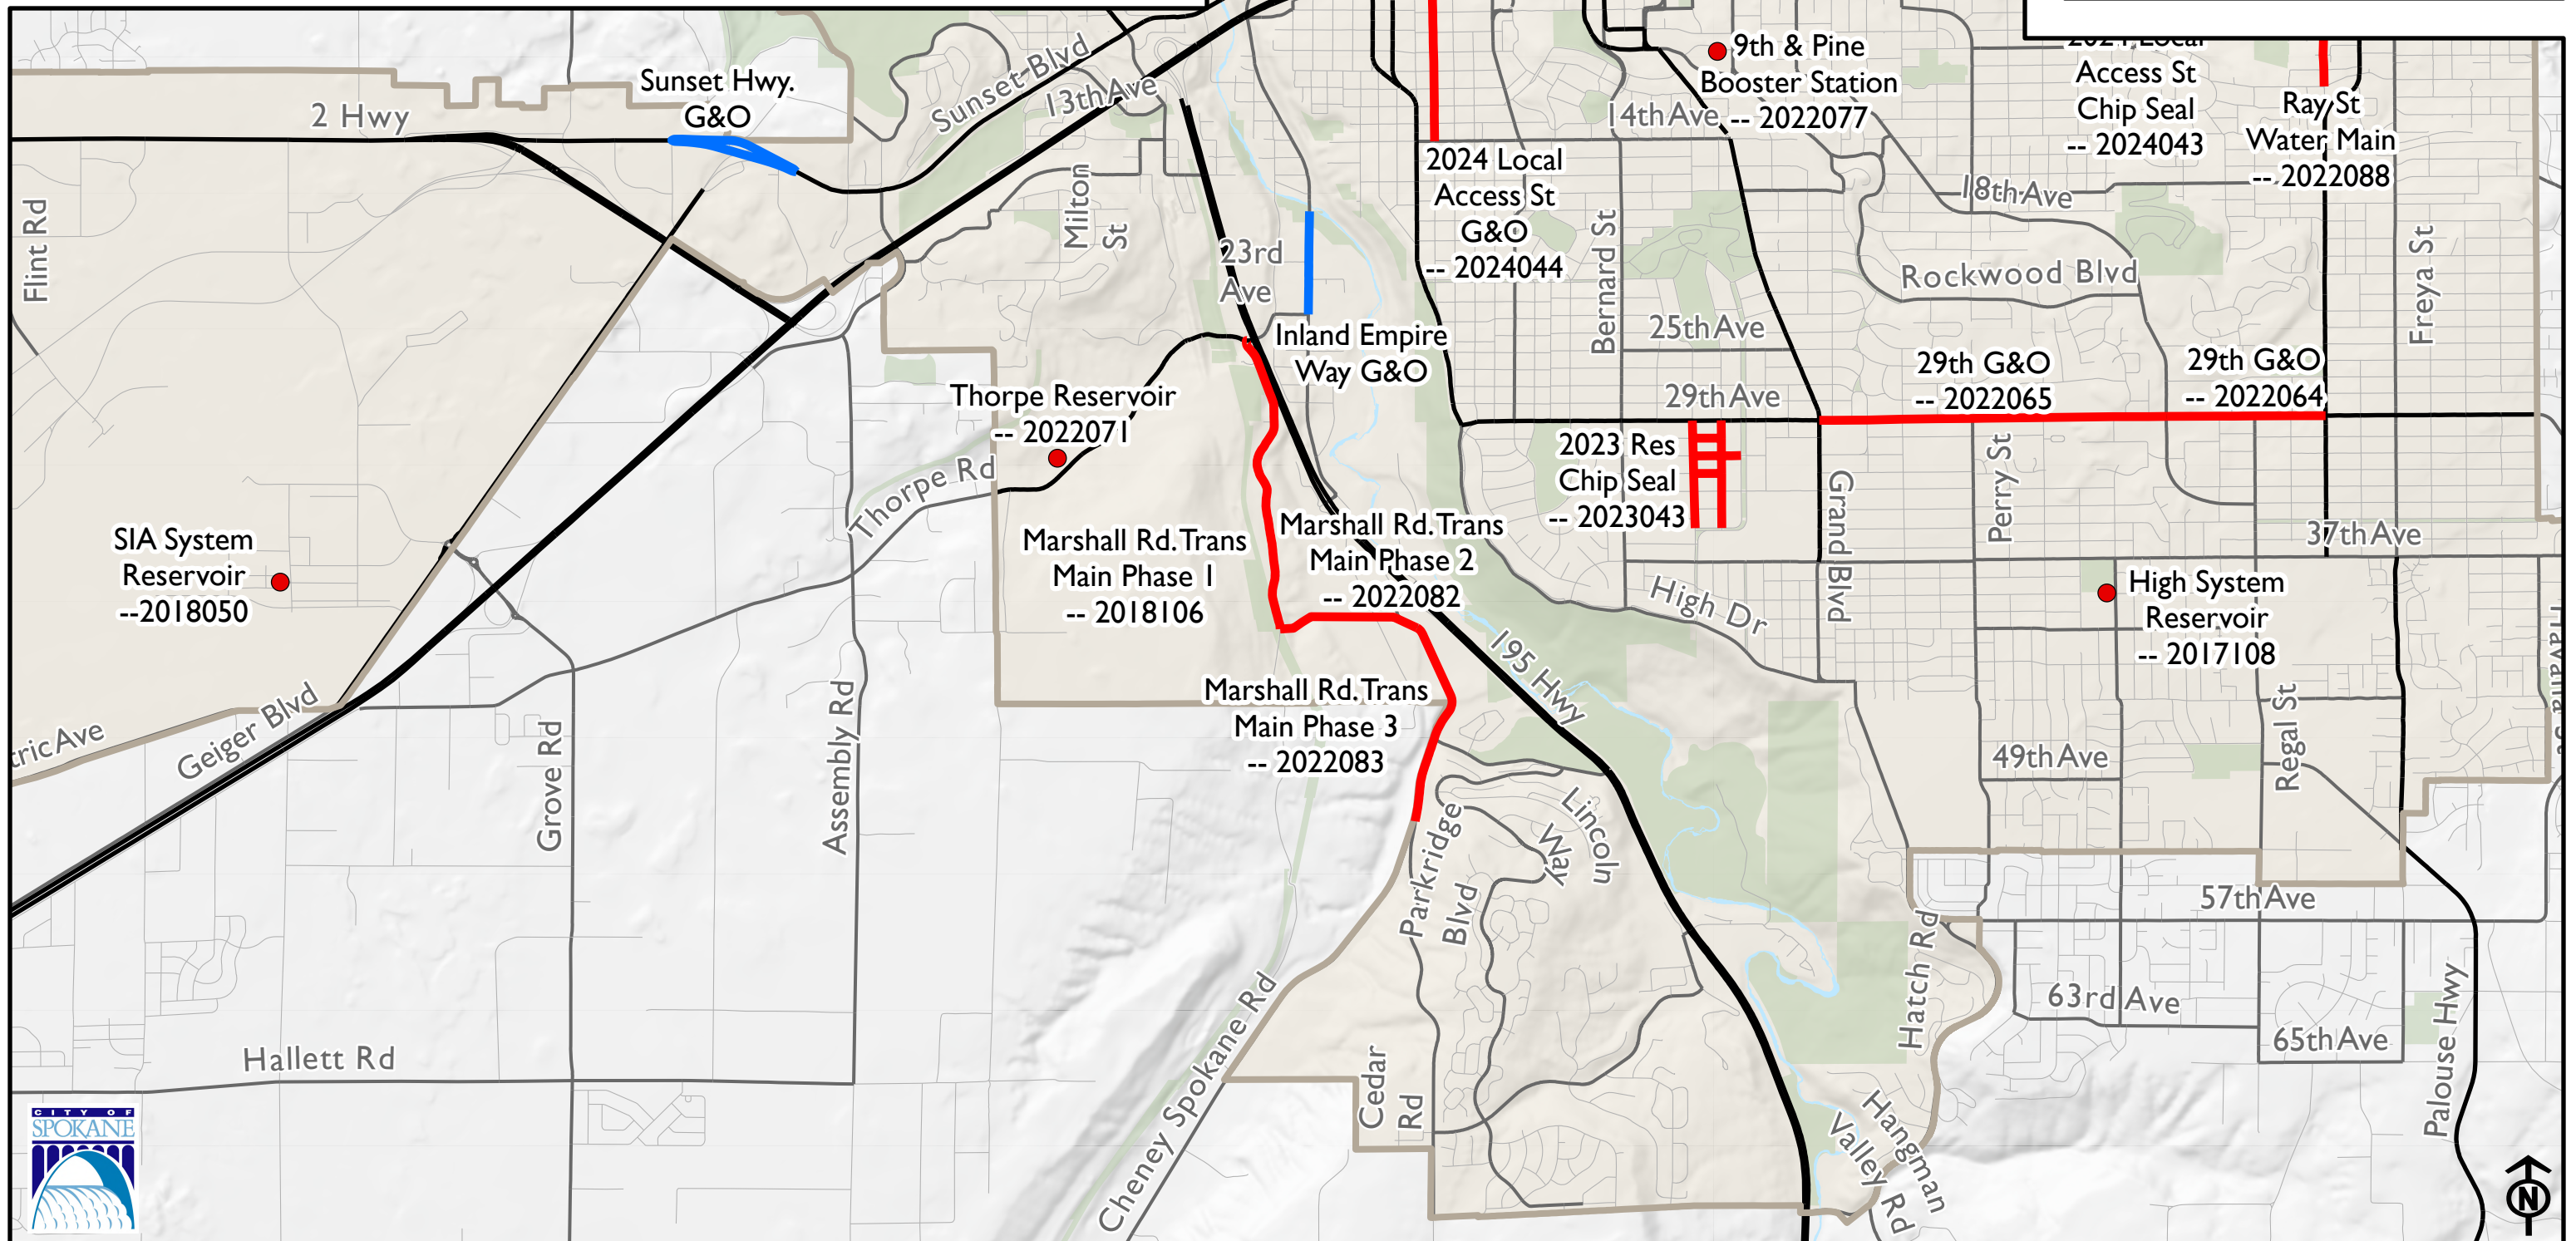 Sunset Hwy.
G&O
2 Hwy
Sunset Blvd
13th Ave
9th & Pine
Booster Station
-- 2022077
14th Ave
2024 Local
Access St
Chip Seal
-- 2024043
Ray St
Water Main
-- 2022088
Flint Rd
Milton
St
23rd
Ave
2024 Local
Access St
G&O
-- 2024044
Bernard St
18th Ave
Rockwood Blvd
Freya St
25th Ave
Inland Empire
Way G&O
29th Ave
29th G&O
-- 2022065
29th G&O
-- 2022064
Thorpe Reservoir
-- 2022071
Thorpe Rd
2023 Res
Chip Seal
-- 2023043
Grand Blvd
Perry St
37th Ave
SIA System
Reservoir
--2018050
Marshall Rd. Trans
Main Phase 1
-- 2018106
Marshall Rd. Trans
Main Phase 2
-- 2022082
High Dr
High System
Reservoir
-- 2017108
195 Hwy
Marshall Rd. Trans
Main Phase 3
-- 2022083
Geiger Blvd
tric Ave
Grove Rd
Assembly Rd
49th Ave
Regal St
Parkridge
Blvd
Lincoln
Way
57th Ave
Hatch Rd
63rd Ave
65th Ave
Palouse Hwy
Hallett Rd
Cheney Spokane Rd
Cedar
Rd
Hangman
Valley Rd
CITY OF
SPOKANE
N